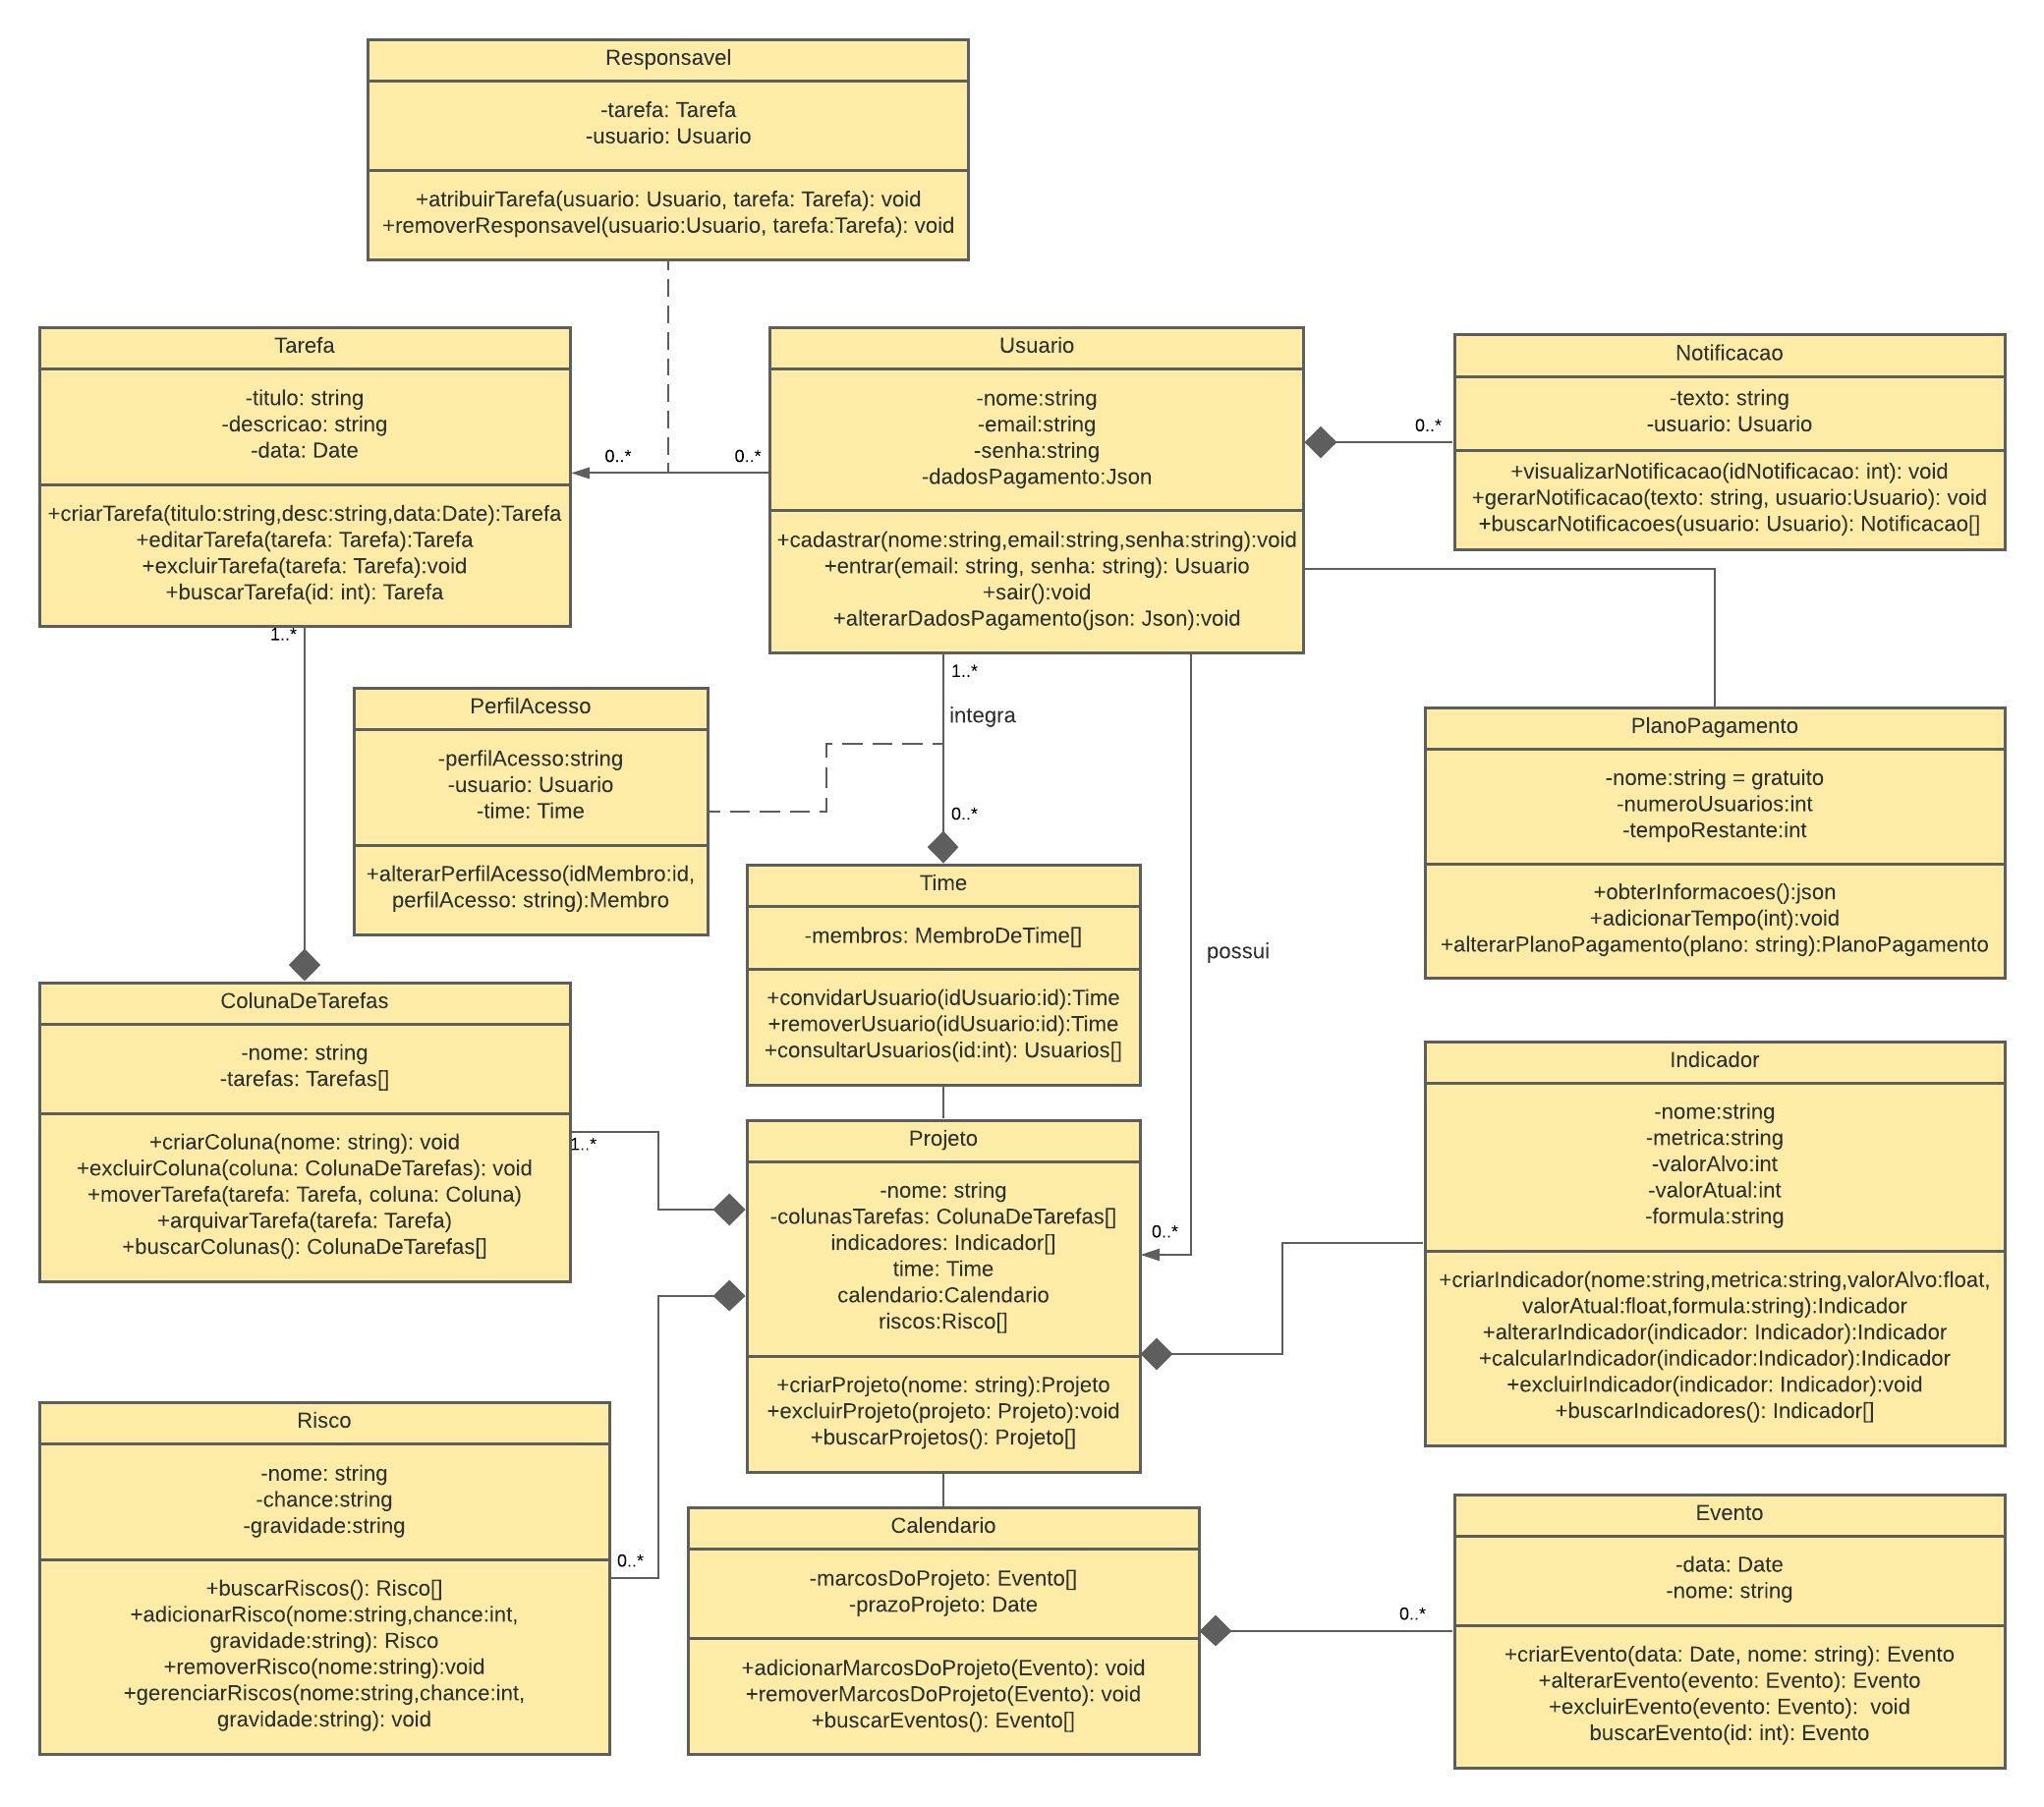 Responsavel
-tarefa: Tarefa
-usuario: Usuario
+atribuirTarefa(usuario: Usuario, tarefa: Tarefa): void
+removerResponsavel(usuario:Usuario, tarefa:Tarefa): void
Tarefa
-titulo: string
-descricao: string
-data: Date
+criarTarefa(titulo:string,desc:string,data:Date):Tarefa
+editarTarefa(tarefa: Tarefa):Tarefa
+excluirTarefa(tarefa: Tarefa):void
+buscarTarefa(id: int): Tarefa
0..*
0..*
Usuario
-nome:string
-email:string
-senha:string
-dadosPagamento:Json
+cadastrar(nome:string,email:string,senha:string):void
+entrar(email: string, senha: string): Usuario
+sair():void
+alterarDadosPagamento(json: Json):void
0..*
Notificacao
-texto: string
-usuario: Usuario
+visualizarNotificacao(idNotificacao: int): void
+gerarNotificacao(texto: string, usuario:Usuario): void
+buscarNotificacoes(usuario: Usuario): Notificacao[]
1..*
1..*
integra
0..*
PerfilAcesso
-perfilAcesso:string
-usuario: Usuario
-time: Time
+alterarPerfilAcesso(idMembro:id,
perfilAcesso: string):Membro
PlanoPagamento
-nome:string = gratuito
-numeroUsuarios:int
-tempoRestante:int
+obterInformacoes():json
+adicionarTempo(int):void
+alterarPlanoPagamento(plano: string):PlanoPagamento
Time
-membros: MembroDeTime[]
+convidarUsuario(idUsuario:id):Time
+removerUsuario(idUsuario:id):Time
+consultarUsuarios(id:int): Usuarios[]
possui
ColunaDeTarefas
-nome: string
-tarefas: Tarefas[]
+criarColuna(nome: string): void
+excluirColuna(coluna: ColunaDeTarefas): void
+moverTarefa(tarefa: Tarefa, coluna: Coluna)
+arquivarTarefa(tarefa: Tarefa)
+buscarColunas(): ColunaDeTarefas[]
1..*
Projeto
-nome: string
-colunasTarefas: ColunaDeTarefas[]
indicadores: Indicador[]
time: Time
calendario:Calendario
riscos:Risco[]
+criarProjeto(nome: string):Projeto
+excluirProjeto(projeto: Projeto):void
+buscarProjetos(): Projeto[]
0..*
Indicador
-nome:string
-metrica:string
-valorAlvo:int
-valorAtual:int
-formula:string
+criarIndicador(nome:string,metrica:string,valorAlvo:float,
valorAtual:float,formula:string):Indicador
+alterarIndicador(indicador: Indicador):Indicador
+calcularIndicador(indicador:Indicador):Indicador
+excluirIndicador(indicador: Indicador):void
+buscarIndicadores(): Indicador[]
Risco
-nome: string
-chance:string
-gravidade:string
+buscarRiscos(): Risco[]
+adicionarRisco(nome:string,chance:int,
gravidade:string): Risco
+removerRisco(nome:string):void
+gerenciarRiscos(nome:string,chance:int,
gravidade:string): void
0..*
Calendario
-marcosDoProjeto: Evento[]
-prazoProjeto: Date
+adicionarMarcosDoProjeto(Evento): void
+removerMarcosDoProjeto(Evento): void
+buscarEventos(): Evento[]
0..*
Evento
-data: Date
-nome: string
+criarEvento(data: Date, nome: string): Evento
+alterarEvento(evento: Evento): Evento
+excluirEvento(evento: Evento):  void
buscarEvento(id: int): Evento